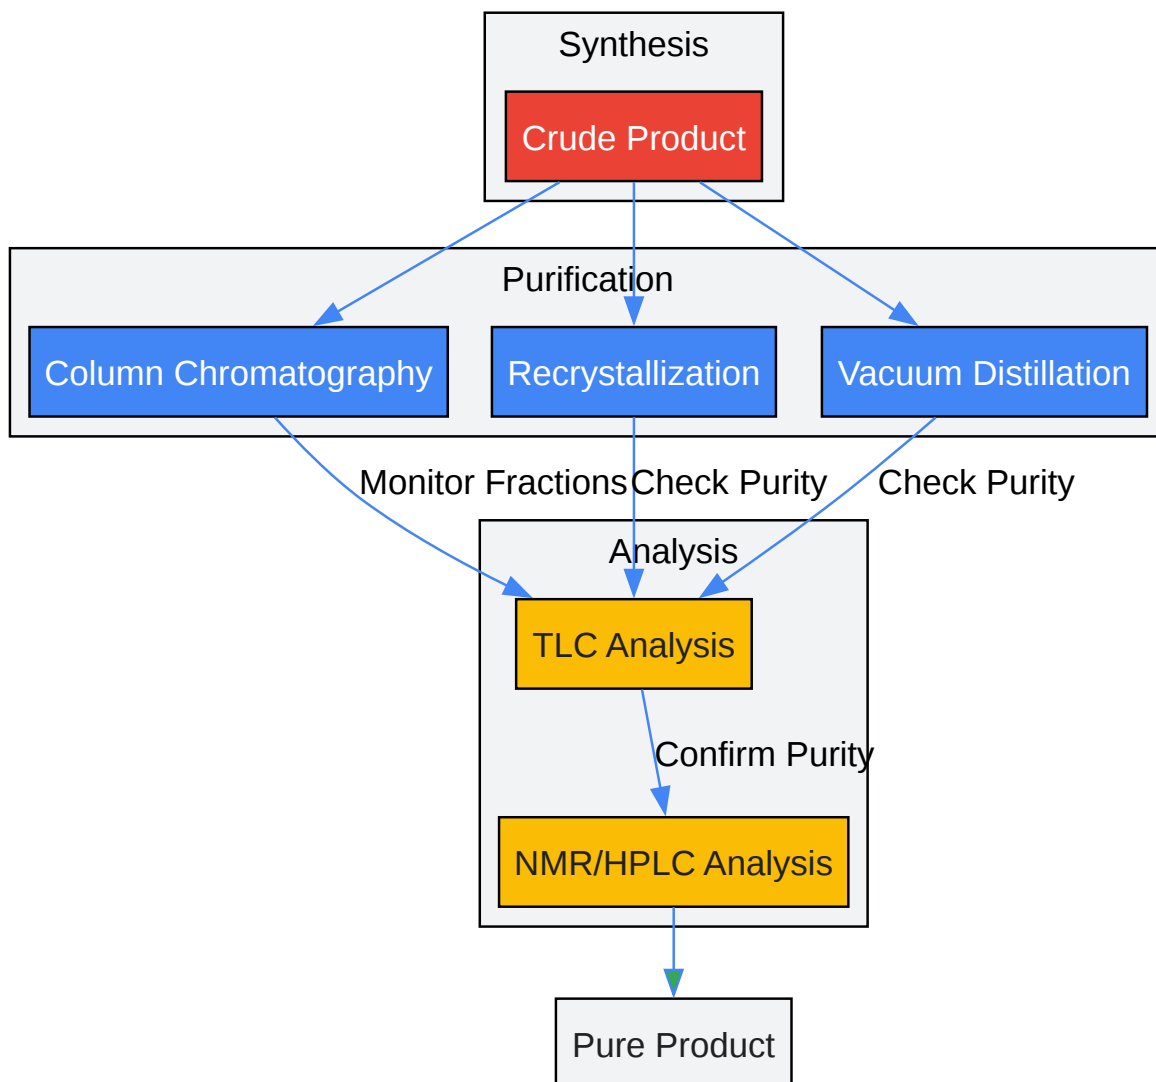 Synthesis
Crude Product
Purification
Column Chromatography
Recrystallization
Vacuum Distillation
Monitor Fractions
Check Purity
Check Purity
Analysis
TLC Analysis
Confirm Purity
NMR/HPLC Analysis
Pure Product